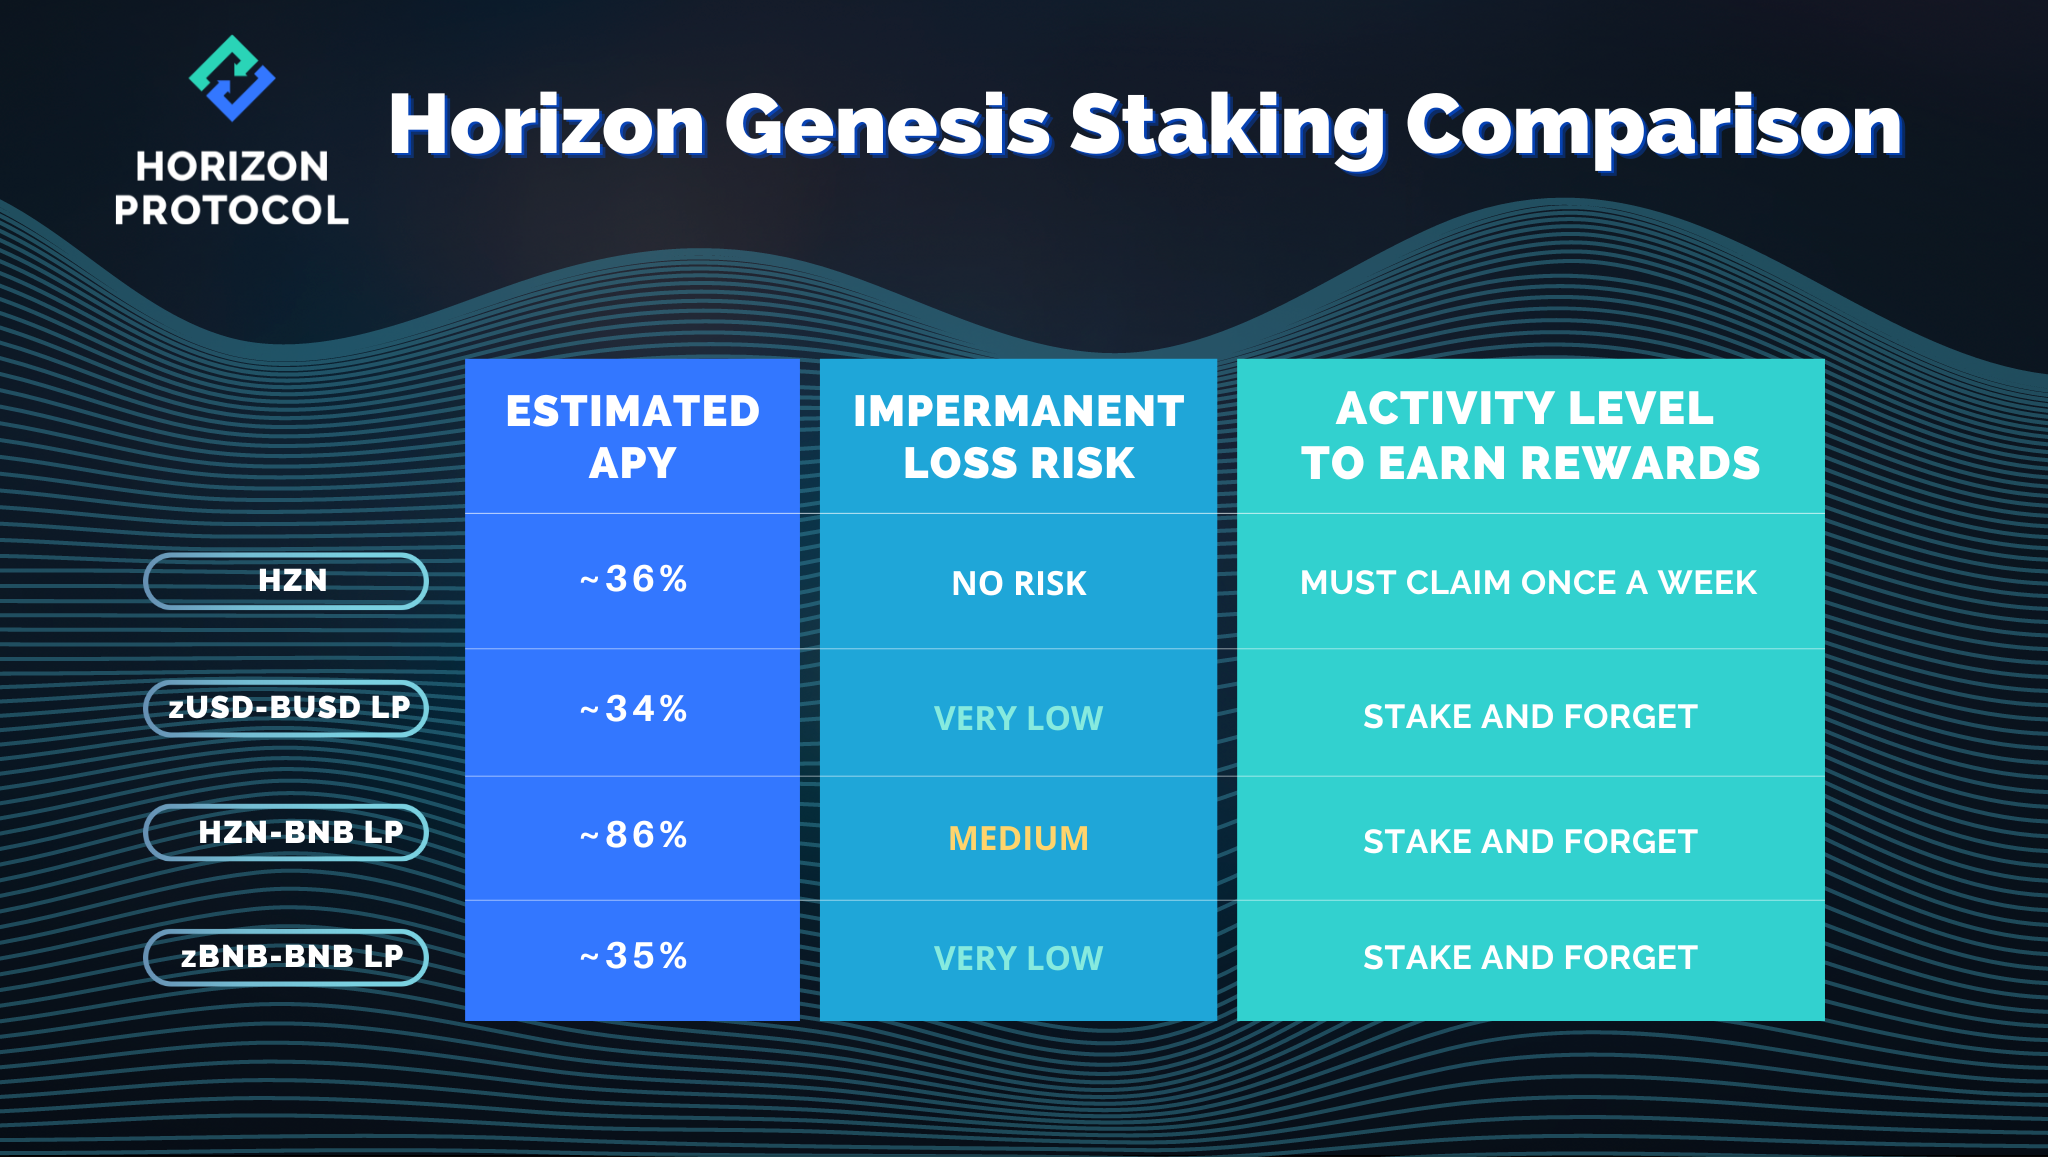 HORIZON
PROTOCOL
Horizon Genesis Staking Comparison
ESTIMATED
APY
IMPERMANENT
LOSS RISK
ACTIVITY LEVEL
TO EARN REWARDS
HZN
~36%
NO RISK
MUST CLAIM ONCE A WEEK
zUSD-BUSD LP
~34%
VERY LOW
STAKE AND FORGET
HZN-BNB LP
~86%
MEDIUM
STAKE AND FORGET
zBNB-BNB LP
~35%
VERY LOW
STAKE AND FORGET